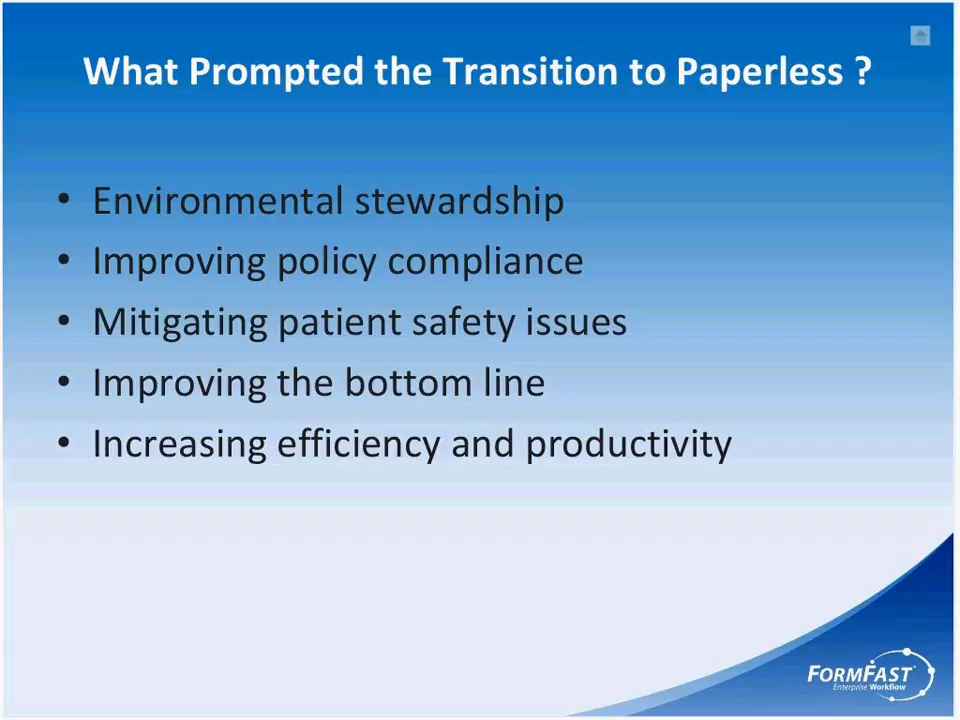 What Prompted the Transition to Paperless ?
• Environmental stewardship
• Improving policy compliance
• Mitigating patient safety issues
• Improving the bottom line
• Increasing efficiency and productivity
FORMFAST
Enterprise Workflow